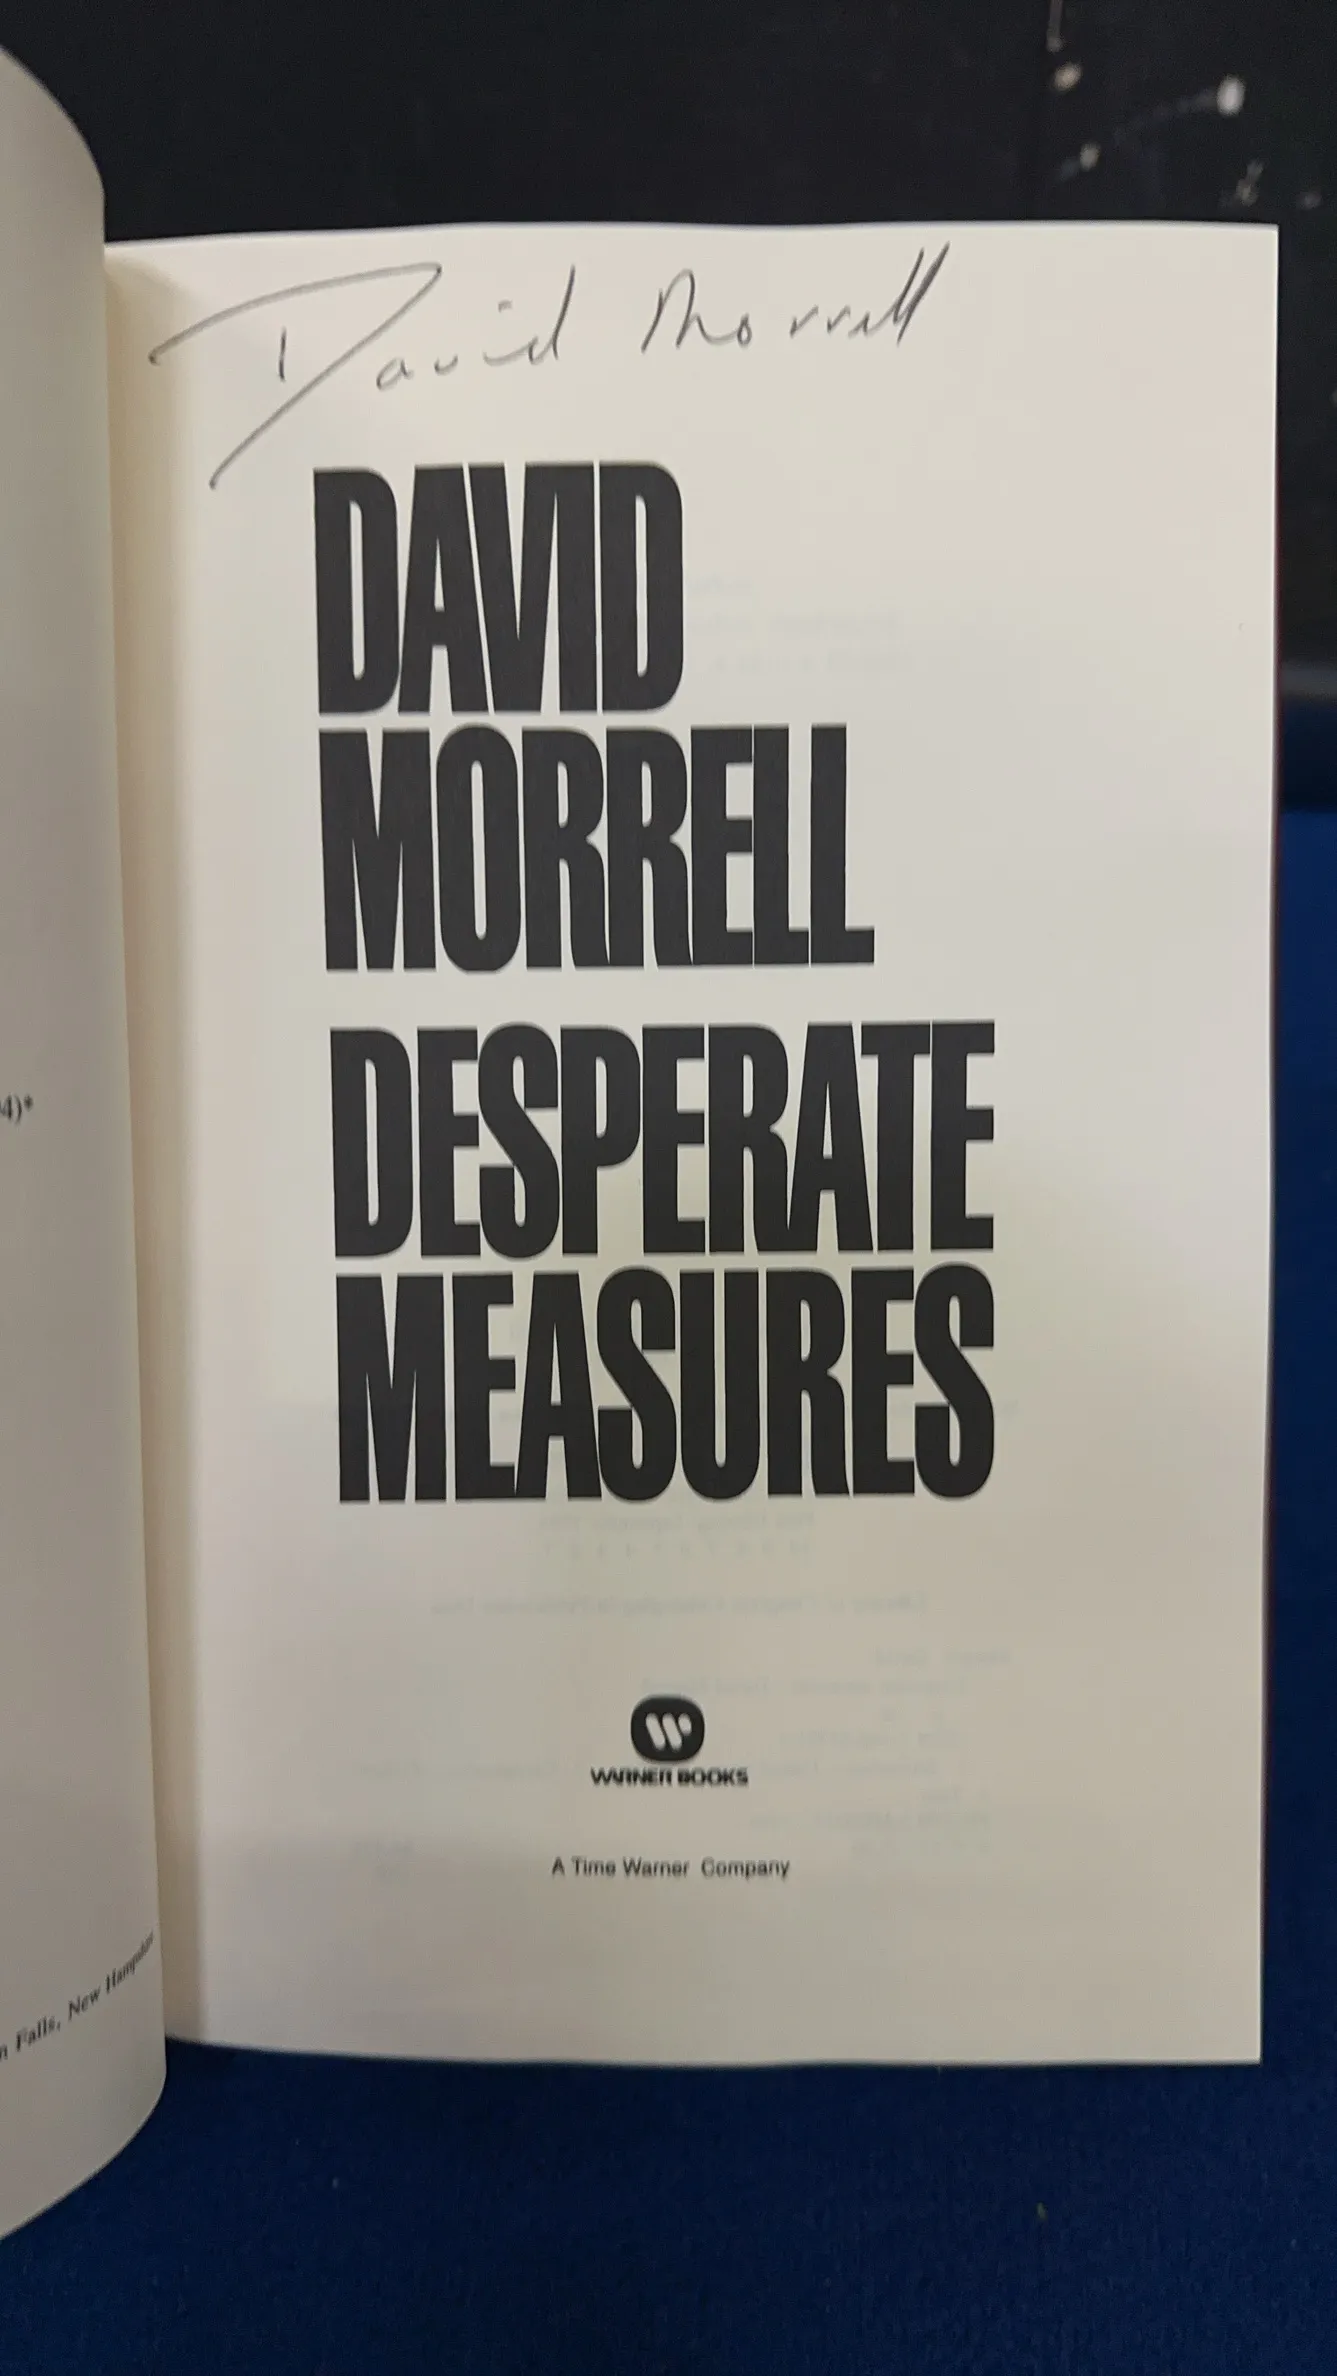 4)*
Falls, New Hampshire
David Morrell
DAVID
MORRELL
DESPERATE
MEASURES
WARNER BOOKS
A Time Warner Company